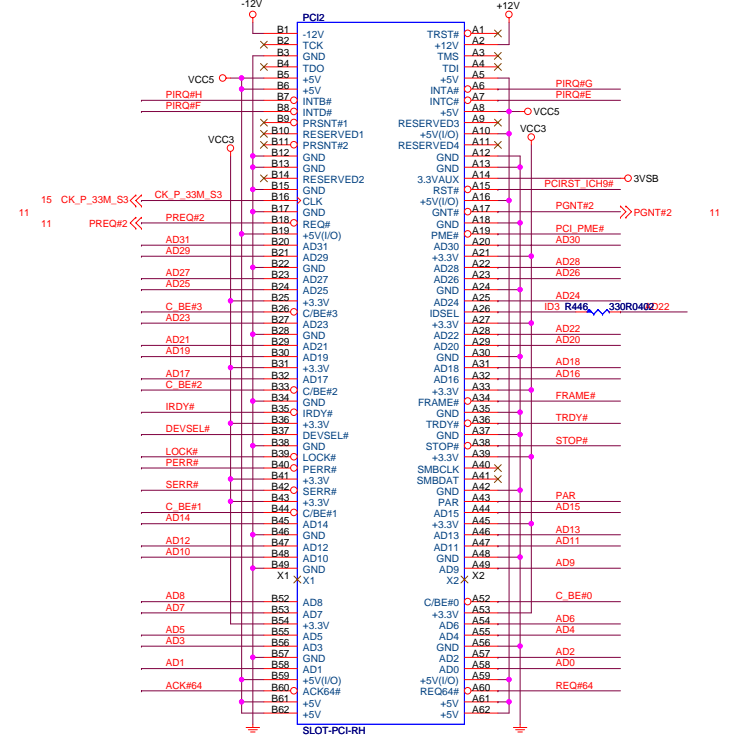 -12V +12V
PCI2
B1 -12V TRST# A1
B2 TCK +12V A2
B3 GND TMS A3
B4 TDO TDI A4
VCC5 B5 +5V +5V A5
B6 +5V INTA# A6 PIRQ#G
PIRQ#H B7 INTB# INTC# A7 PIRQ#E
PIRQ#F B8 INTD# +5V A8 VCC5
B9 PRSNT#1 RESERVED3 A9
B10 RESERVED1 +5V(I/O) A10 VCC3
VCC3 B11 PRSNT#2 RESERVED4 A11
B12 GND GND A12
B13 GND GND A13
B14 RESERVED2 3.3VAUX A14 3VSB
B15 GND RST# A15 PCIRST_ICH9#
15 CK_P_33M_S3 CK_P_33M_S3 B16 CLK +5V(I/O) A16
11 B17 GND GNT# A17 PGNT#2 PGNT#2 11
11 PREQ#2 PREQ#2 B18 REQ# GND A18
B19 +5V(I/O) PME# A19 PCI_PME#
AD31 B20 AD31 AD30 A20 AD30
AD29 B21 AD29 +3.3V A21
B22 GND AD28 A22 AD28
AD27 B23 AD27 AD26 A23 AD26
AD25 B24 AD25 GND A24
B25 +3.3V AD24 A25 AD24
C_BE#3 B26 C/BE#3 IDSEL A26 ID3 R446 330R0402 AD22
AD23 B27 AD23 +3.3V A27
B28 GND AD22 A28 AD22
AD21 B29 AD21 AD20 A29 AD20
AD19 B30 AD19 GND A30
B31 +3.3V AD18 A31 AD18
AD17 B32 AD17 AD16 A32 AD16
C_BE#2 B33 C/BE#2 +3.3V A33
B34 GND FRAME# A34 FRAME#
IRDY# B35 IRDY# GND A35
B36 +3.3V TRDY# A36 TRDY#
DEVSEL# B37 DEVSEL# GND A37
B38 GND STOP# A38 STOP#
LOCK# B39 LOCK# +3.3V A39
PERR# B40 PERR# SMBCLK A40
B41 +3.3V SMBDAT A41
SERR# B42 SERR# GND A42
B43 +3.3V PAR A43 PAR
C_BE#1 B44 C/BE#1 AD15 A44 AD15
AD14 B45 AD14 +3.3V A45
B46 GND AD13 A46 AD13
AD12 B47 AD12 AD11 A47 AD11
AD10 B48 AD10 GND A48
B49 GND AD9 A49 AD9
X1 X1 X2 X2
AD8 B52 AD8 C/BE#0 A52 C_BE#0
AD7 B53 AD7 +3.3V A53
B54 +3.3V AD6 A54 AD6
AD5 B55 AD5 AD4 A55 AD4
AD3 B56 AD3 GND A56
B57 GND AD2 A57 AD2
AD1 B58 AD1 AD0 A58 AD0
B59 +5V(I/O) +5V(I/O) A59
ACK#64 B60 ACK64# REQ64# A60 REQ#64
B61 +5V +5V A61
B62 +5V +5V A62
SLOT-PCI-RH